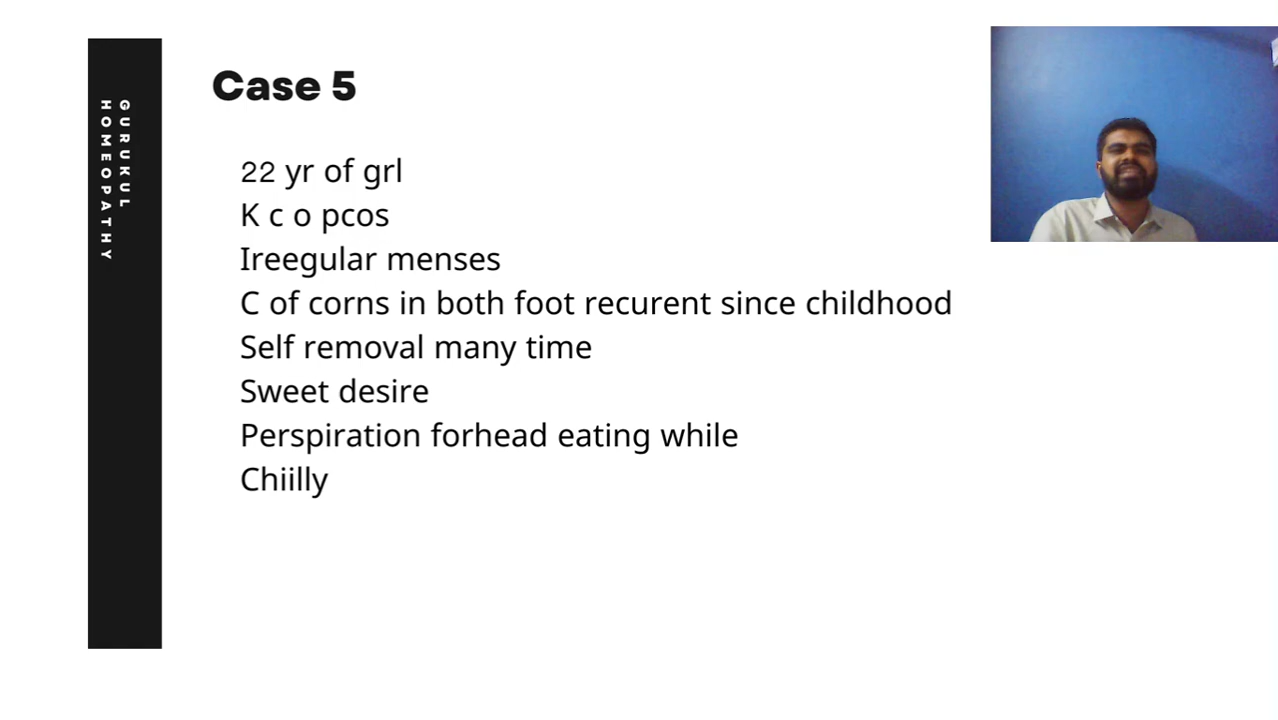 GURUKUL
HOMEOPATHY
Case 5
22 yr of grl
K c o pcos
Ireegular menses
C of corns in both foot recurent since childhood
Self removal many time
Sweet desire
Perspiration forhead eating while
Chiilly